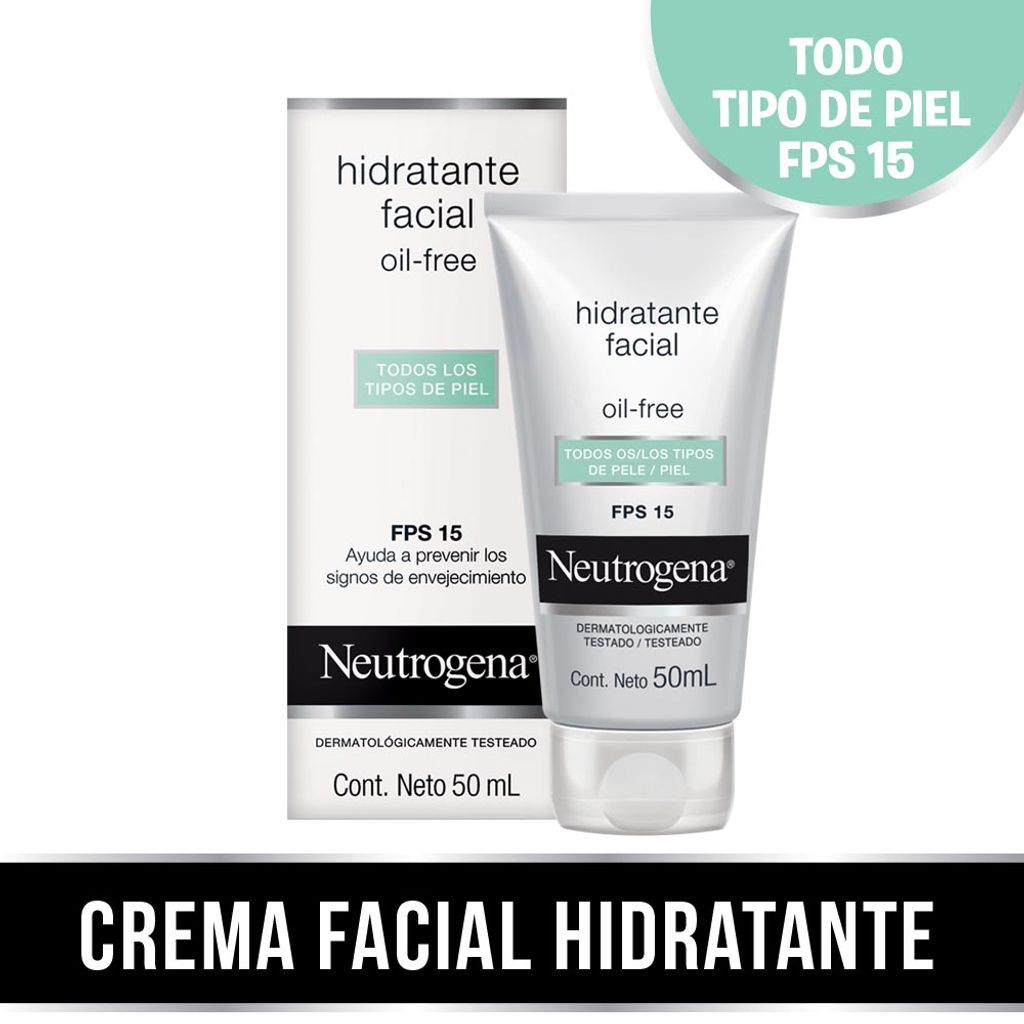 TODO
TIPO DE PIEL
FPS 15
hidratante
facial
oil-free
TODOS LOS
TIPOS DE PIEL
FPS 15
Ayuda a prevenir los
signos de envejecimiento
Neutrogena®
DERMATOLÓGICAMENTE TESTEADO
Cont. Neto 50 mL
hidratante
facial
oil-free
TODOS OS/LOS TIPOS
DE PELE / PIEL
FPS 15
Neutrogena®
DERMATOLOGICAMENTE
TESTADO / TESTEADO
Cont. Neto 50mL
CREMA FACIAL HIDRATANTE